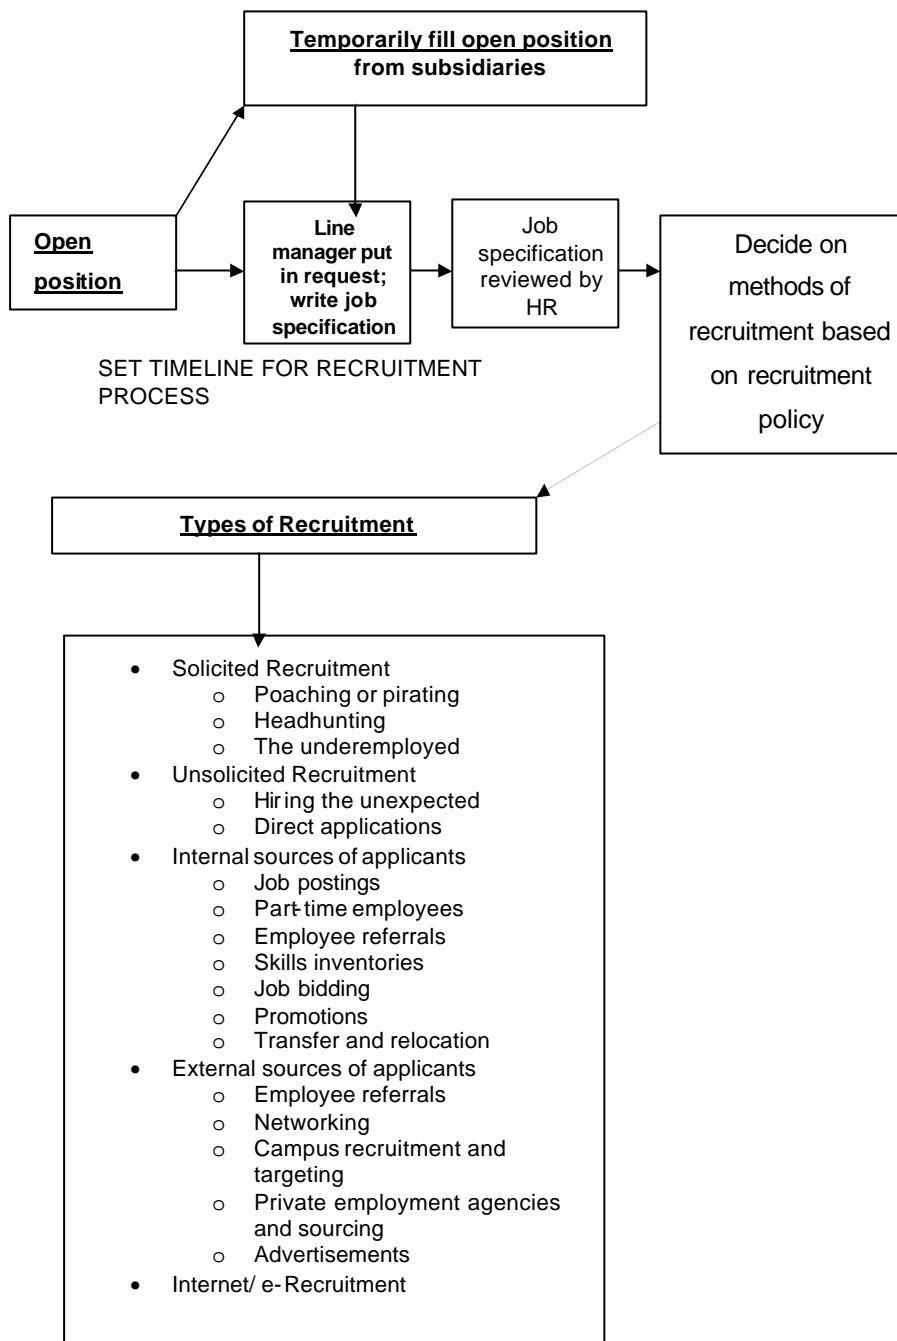 Temporarily fill open position
from subsidiaries
Open
position
Line
manager put
in request;
write job
specification
Job
specification
reviewed by
HR
Decide on
methods of
recruitment based
on recruitment
policy
SET TIMELINE FOR RECRUITMENT
PROCESS
Types of Recruitment
• Solicited Recruitment
o Poaching or pirating
o Headhunting
o The underemployed
• Unsolicited Recruitment
o Hiring the unexpected
o Direct applications
• Internal sources of applicants
o Job postings
o Part-time employees
o Employee referrals
o Skills inventories
o Job bidding
o Promotions
o Transfer and relocation
• External sources of applicants
o Employee referrals
o Networking
o Campus recruitment and
targeting
o Private employment agencies
and sourcing
o Advertisements
• Internet/ e-Recruitment